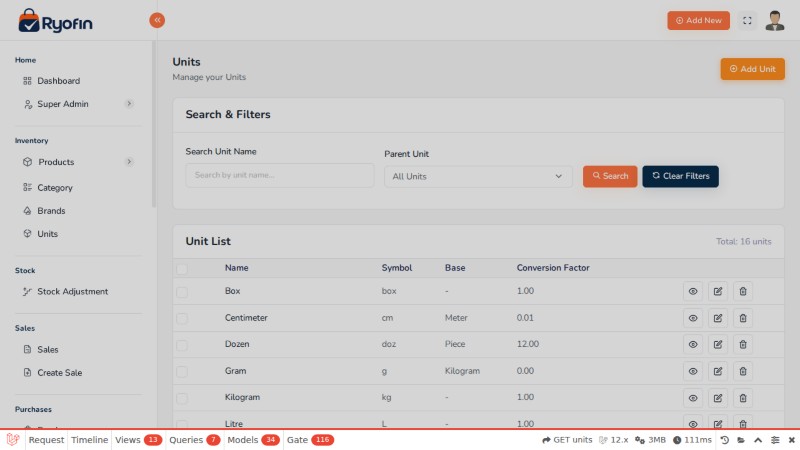 Ryofin
Add New
Home
Dashboard
Super Admin
Inventory
Products
Category
Brands
Units
Stock
Stock Adjustment
Sales
Sales
Create Sale
Purchases
Units
Manage your Units
Add Unit
Search & Filters
Search Unit Name
Search by unit name...
Parent Unit
All Units
Search
Clear Filters
Unit List
Total: 16 units
Name Symbol Base Conversion Factor
Box box - 1.00
Centimeter cm Meter 0.01
Dozen doz Piece 12.00
Gram g Kilogram 0.00
Kilogram kg - 1.00
Litre L - 1.00
Request Timeline Views 13 Queries 7 Models 34 Gate 116 GET units 12.x 3MB 111ms